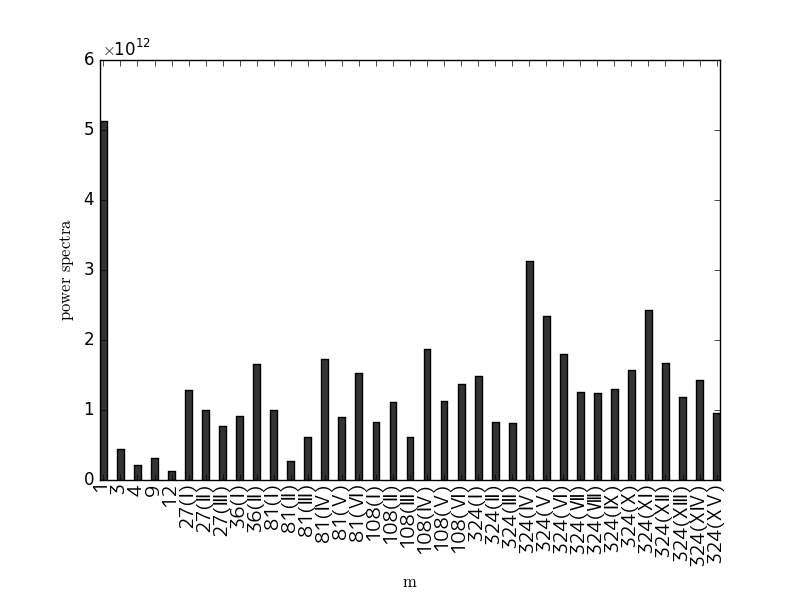 ×10¹²
6
5
4
3
2
1
0
power spectra
1
3
4
9
12
27(I)
27(II)
27(III)
36(I)
36(II)
81(I)
81(II)
81(III)
81(IV)
81(V)
81(VI)
108(I)
108(II)
108(III)
108(IV)
108(V)
108(VI)
324(I)
324(II)
324(III)
324(IV)
324(V)
324(VI)
324(VII)
324(VIII)
324(IX)
324(X)
324(XI)
324(XII)
324(XIII)
324(XIV)
324(XV)
m